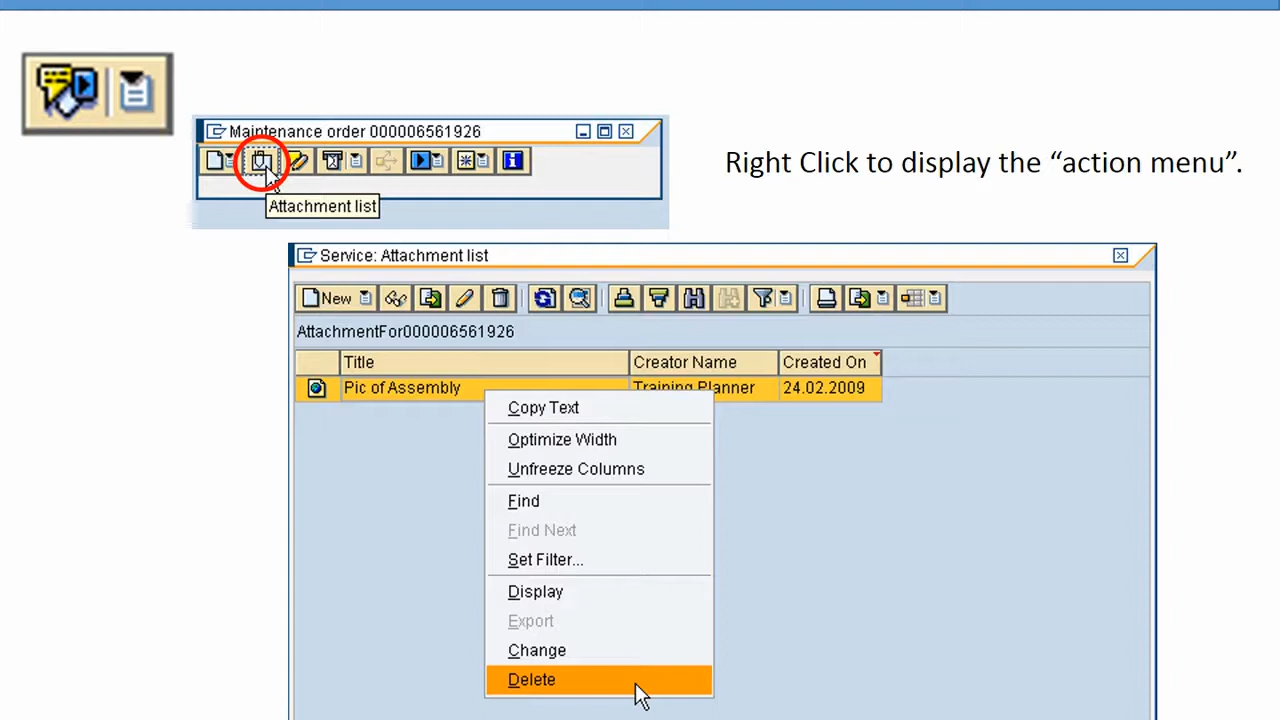 Maintenance order 000006561926
Attachment list
Right Click to display the “action menu”.
Service: Attachment list
New
AttachmentFor000006561926
Title Creator Name Created On
Pic of Assembly Training Planner 24.02.2009
Copy Text
Optimize Width
Unfreeze Columns
Find
Find Next
Set Filter...
Display
Export
Change
Delete